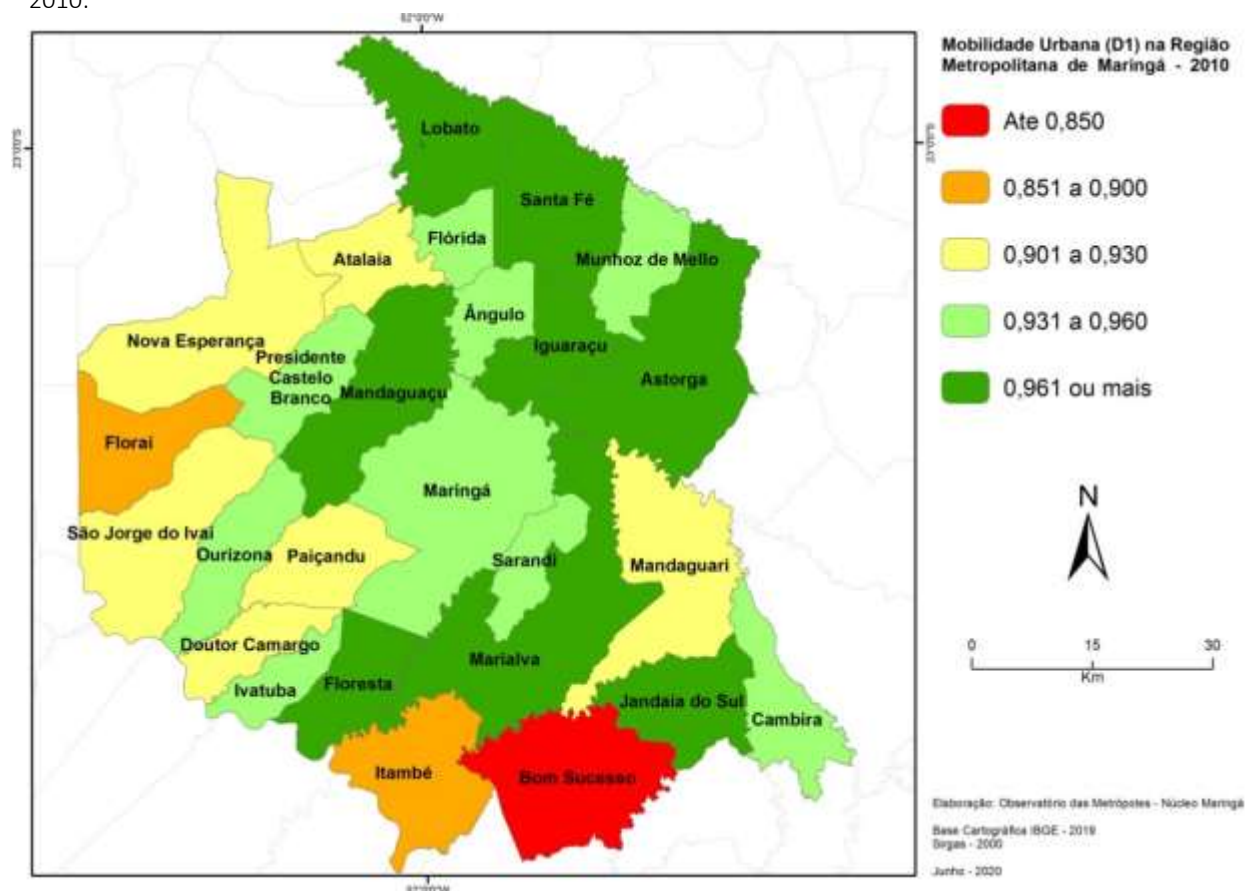 2010.
Mobilidade Urbana (D1) na Região
Metropolitana de Maringá - 2010
Ate 0,850
0,851 a 0,900
0,901 a 0,930
0,931 a 0,960
0,961 ou mais
Lobato
Santa Fé
Flórida
Munhoz de Mello
Atalaia
Ângulo
Nova Esperança
Iguaraçu
Presidente
Castelo
Branco
Mandaguaçu
Astorga
Florai
Maringá
São Jorge do Ivai
Ourizona
Paiçandu
Sarandi
Mandaguari
Doutor Camargo
Ivatuba
Floresta
Marialva
Jandaia do Sul
Cambira
Itambé
Bom Sucesso
N
0 15 30
Km
Elaboração: Observatório das Metrópoles - Núcleo Maringá
Base Cartográfica IBGE - 2019
Sirgas - 2000
Junho - 2020